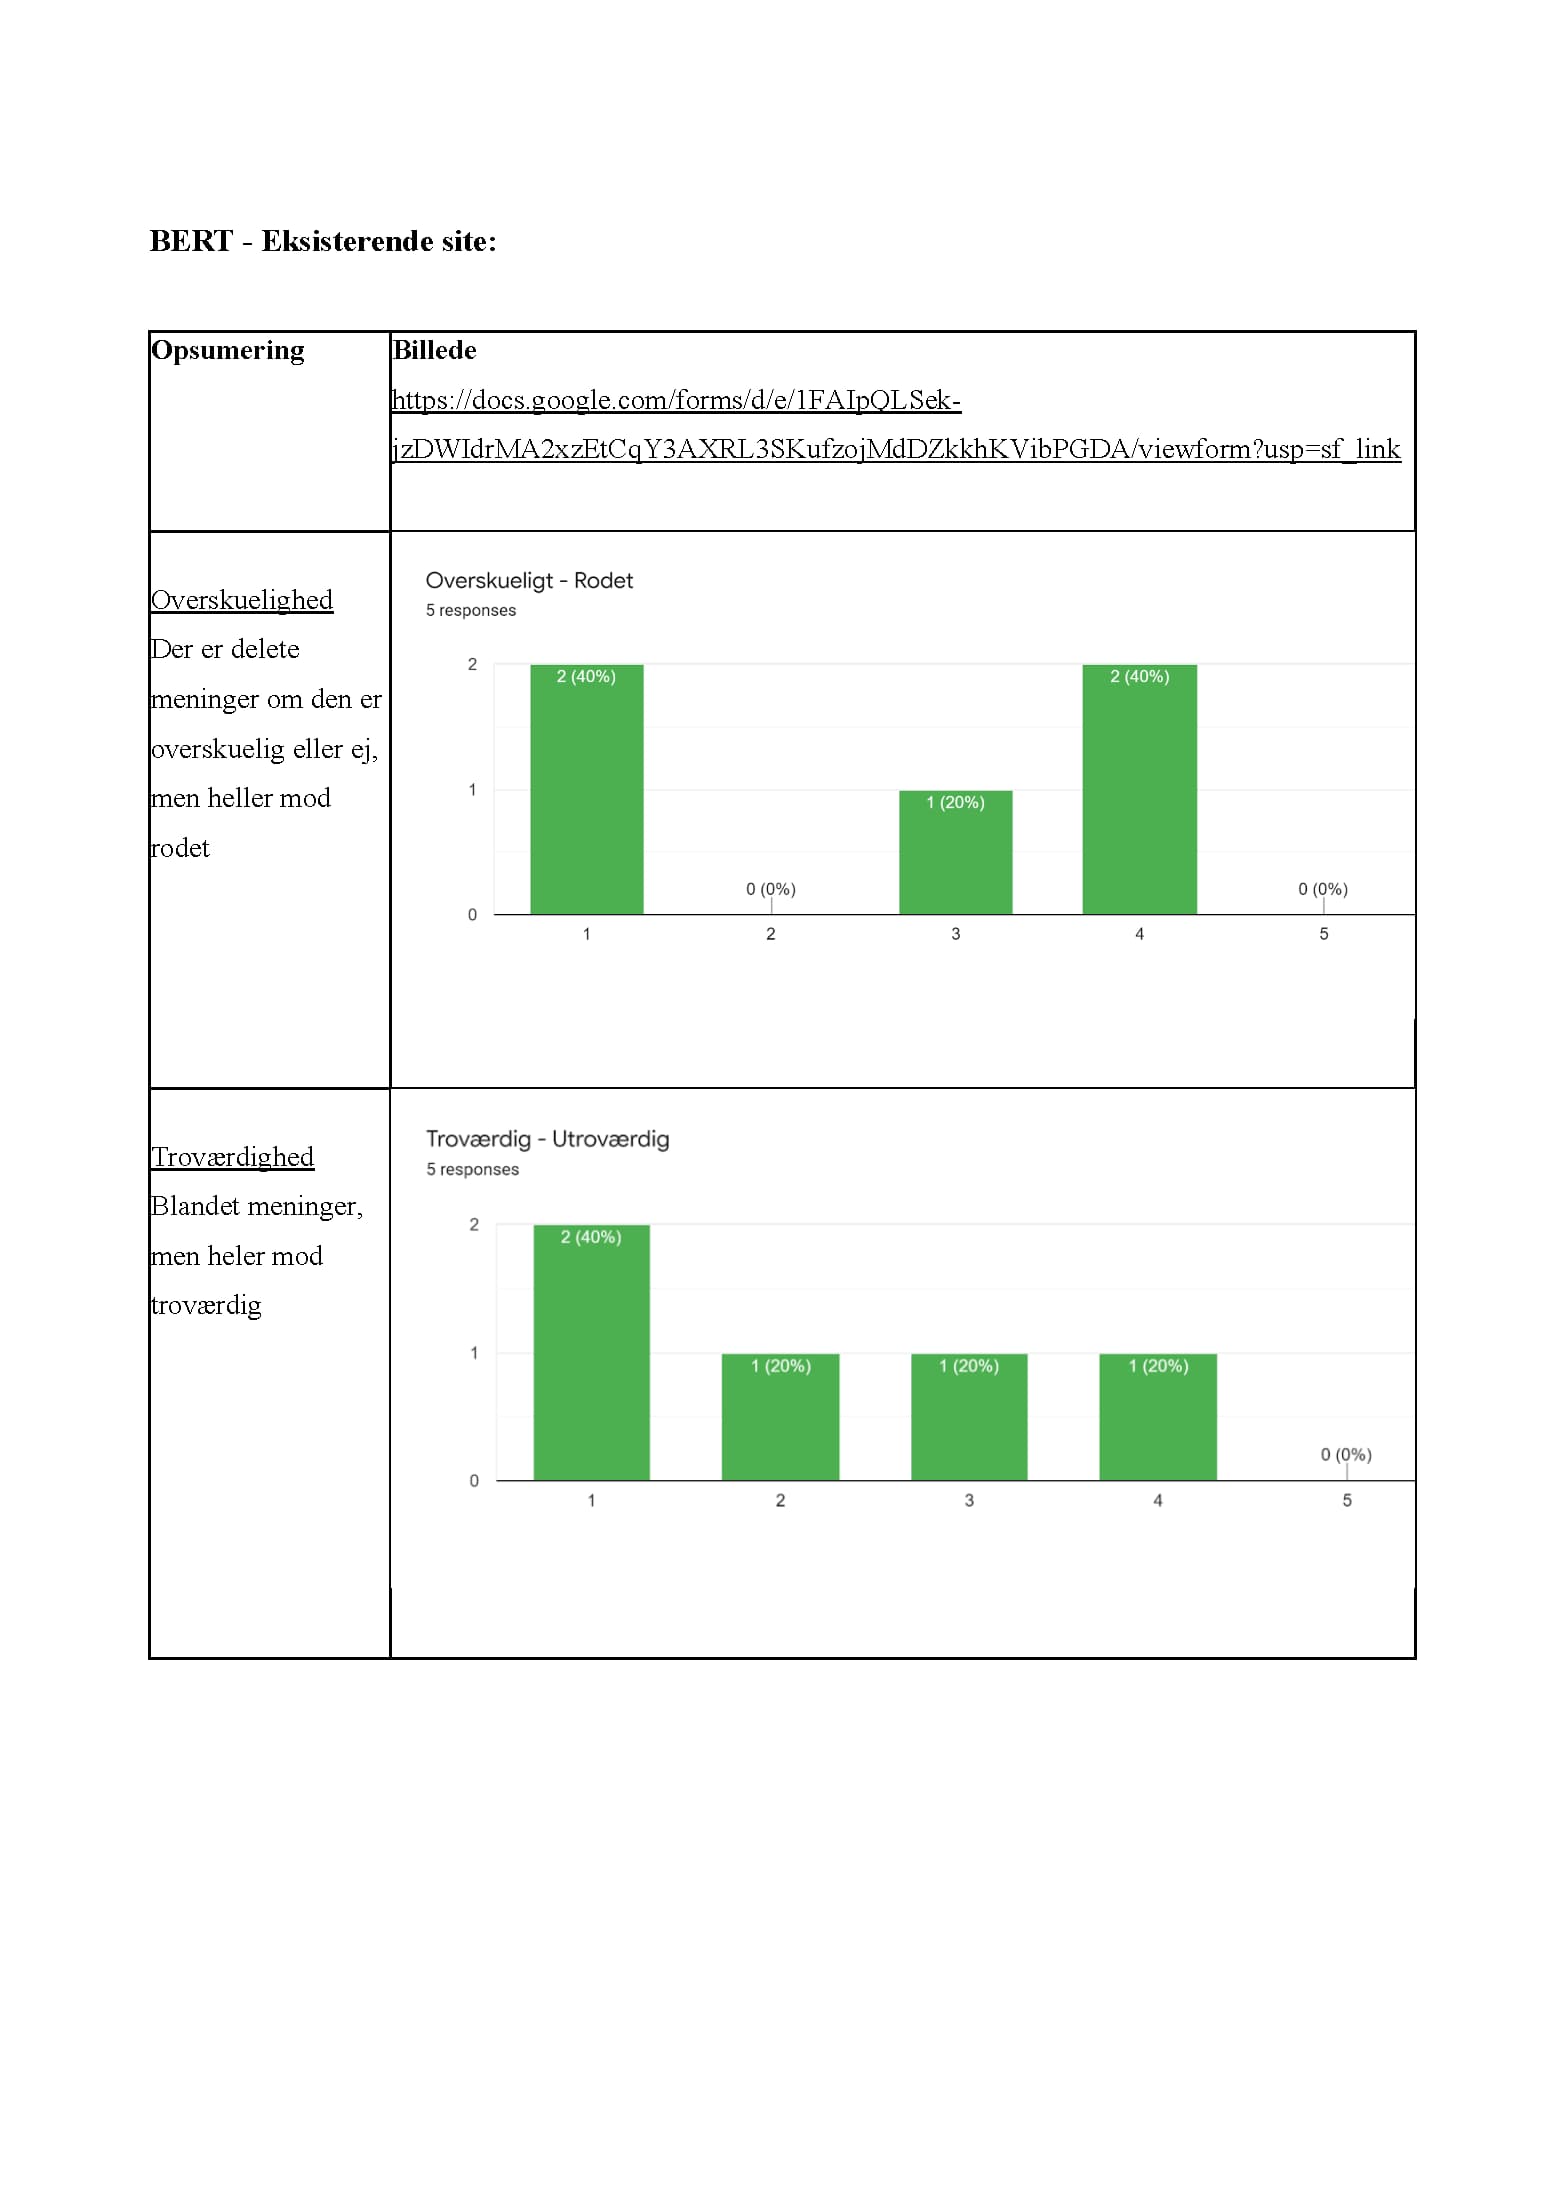 BERT - Eksisterende site:
Opsumering
Billede
https://docs.google.com/forms/d/e/1FAIpQLSek-
jzDWIdrMA2xzEtCqY3AXRL3SKufzojMdDZkkhKVibPGDA/viewform?usp=sf_link
Overskuelighed
Der er delete
meninger om den er
overskuelig eller ej,
men heller mod
rodet
Overskueligt - Rodet
5 responses
2
1
0
2 (40%)
0 (0%)
1 (20%)
2 (40%)
0 (0%)
1
2
3
4
5
Troværdighed
Blandet meninger,
men heler mod
troværdig
Troværdig - Utroværdig
5 responses
2
1
0
2 (40%)
1 (20%)
1 (20%)
1 (20%)
0 (0%)
1
2
3
4
5